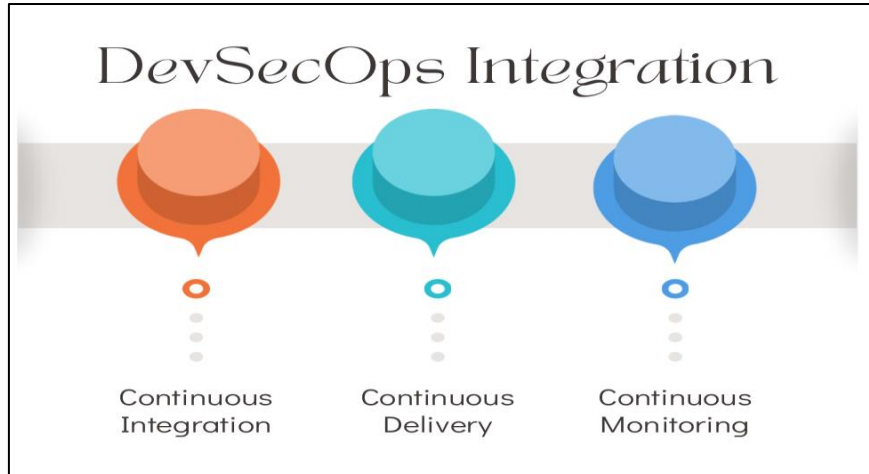 DevSecOps Integration
Continuous
Integration
Continuous
Delivery
Continuous
Monitoring